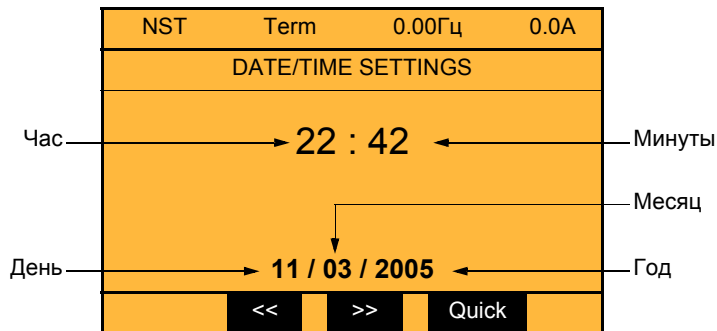 NST Term 0.00Гц 0.0A
DATE/TIME SETTINGS
Час 22 : 42 Минуты
Месяц
День 11 / 03 / 2005 Год
<< >> Quick